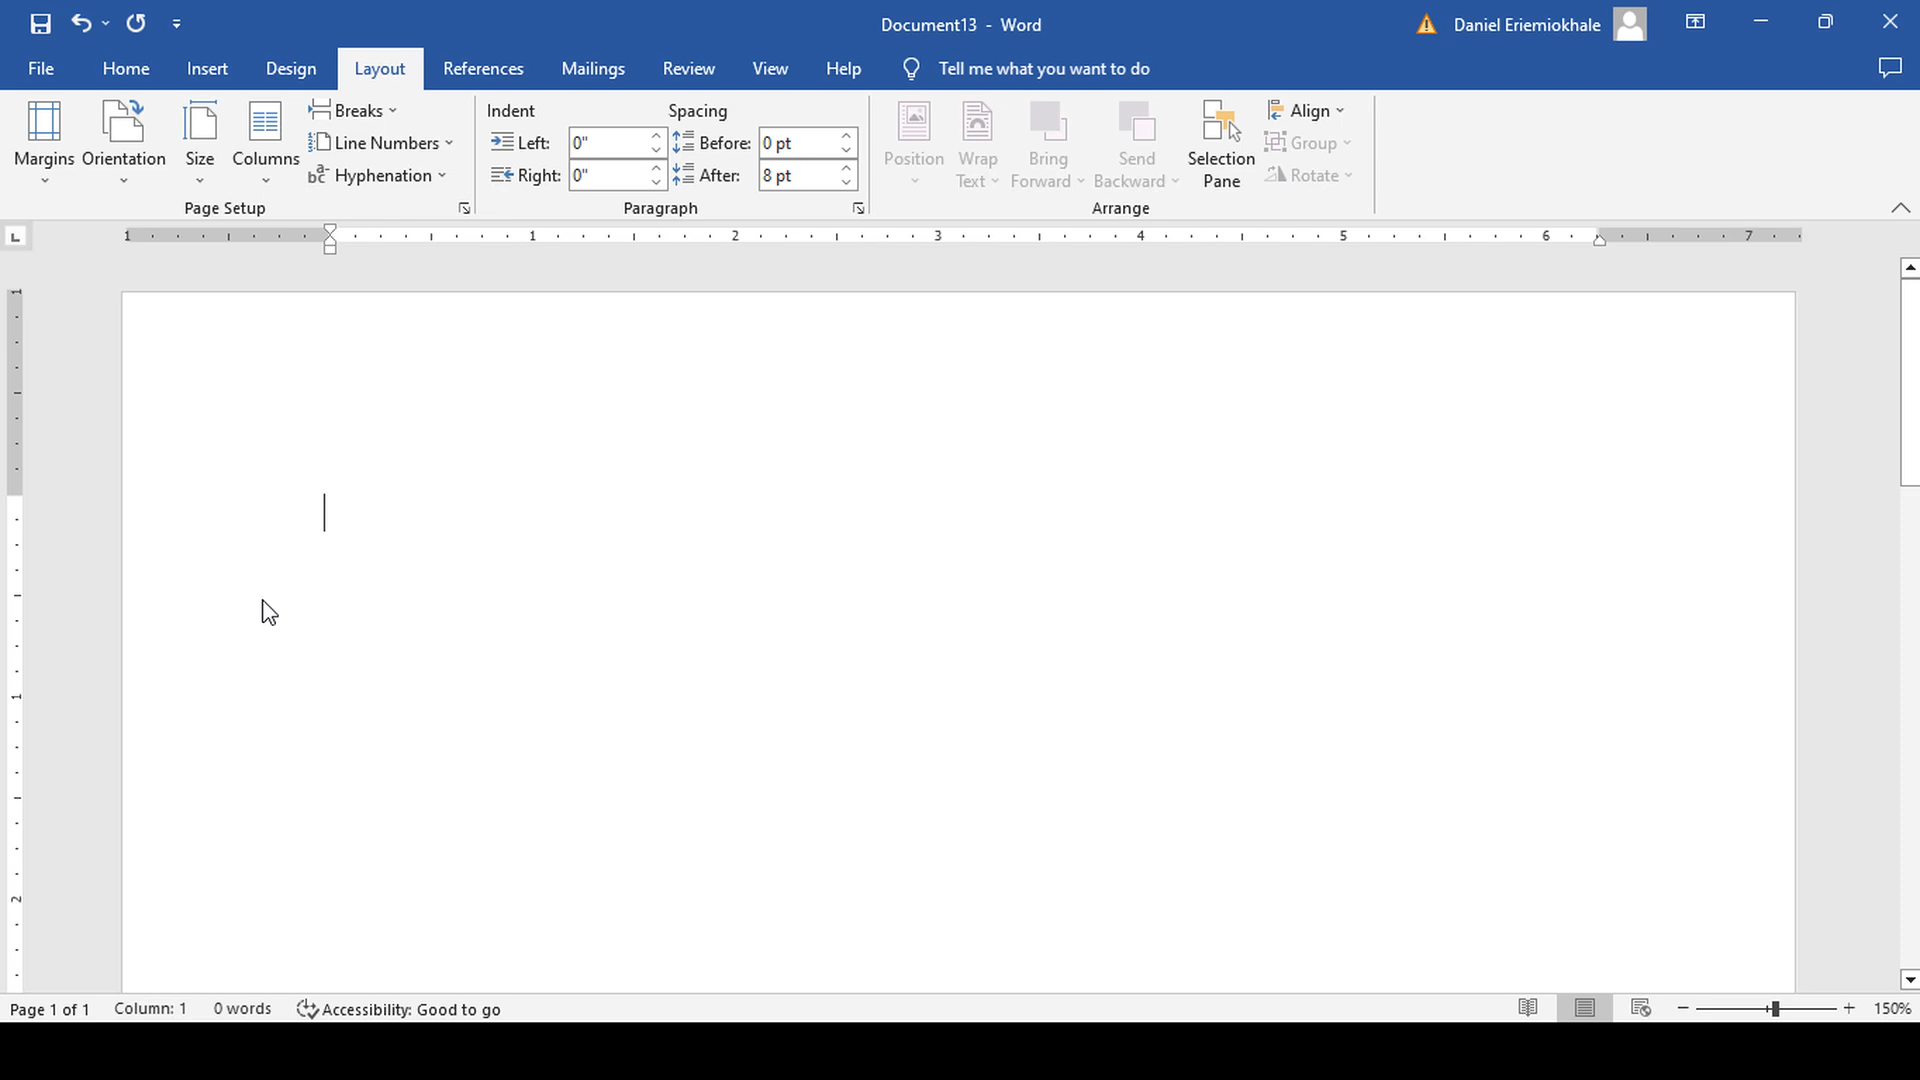 Document13 - Word
Daniel Eriemiokhale
File Home Insert Design Layout References Mailings Review View Help Tell me what you want to do
Margins
Orientation
Size
Columns
Breaks
Line Numbers
Hyphenation
Page Setup
Indent
Left: 0"
Right: 0"
Spacing
Before: 0 pt
After: 8 pt
Paragraph
Position
Wrap
Text
Bring
Forward
Send
Backward
Selection
Pane
Align
Group
Rotate
Arrange
L
1 1 2 3 4 5 6 7
1
1
2
Page 1 of 1 Column: 1 0 words Accessibility: Good to go 150%